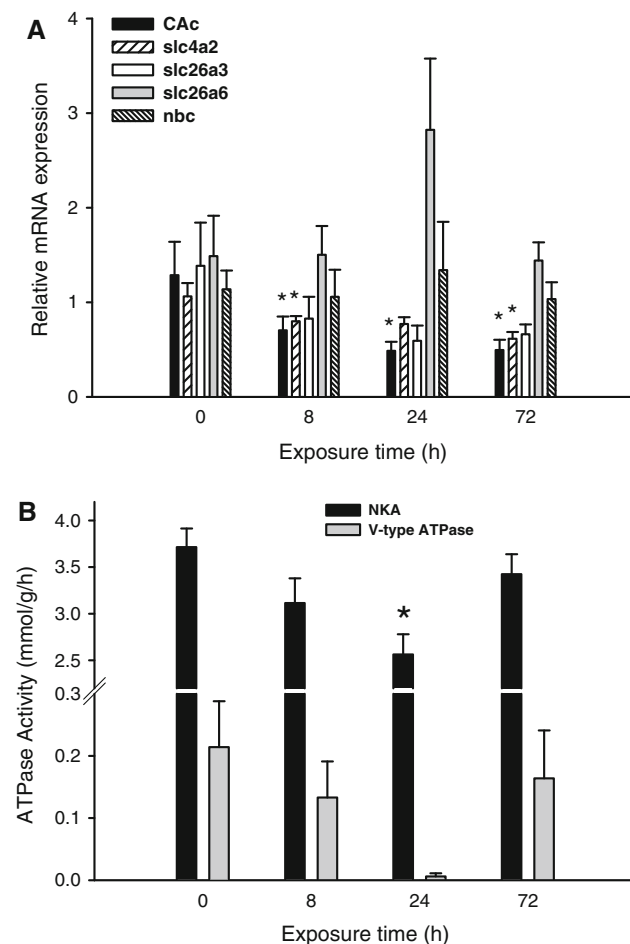 A
CAc
slc4a2
slc26a3
slc26a6
nbc
Relative mRNA expression
4
3
2
1
0
* *
*
* *
0 8 24 72
Exposure time (h)
B
NKA
V-type ATPase
ATPase Activity (mmol/g/h)
4.0
3.5
3.0
2.5
0.3
0.2
0.1
0.0
*
0 8 24 72
Exposure time (h)